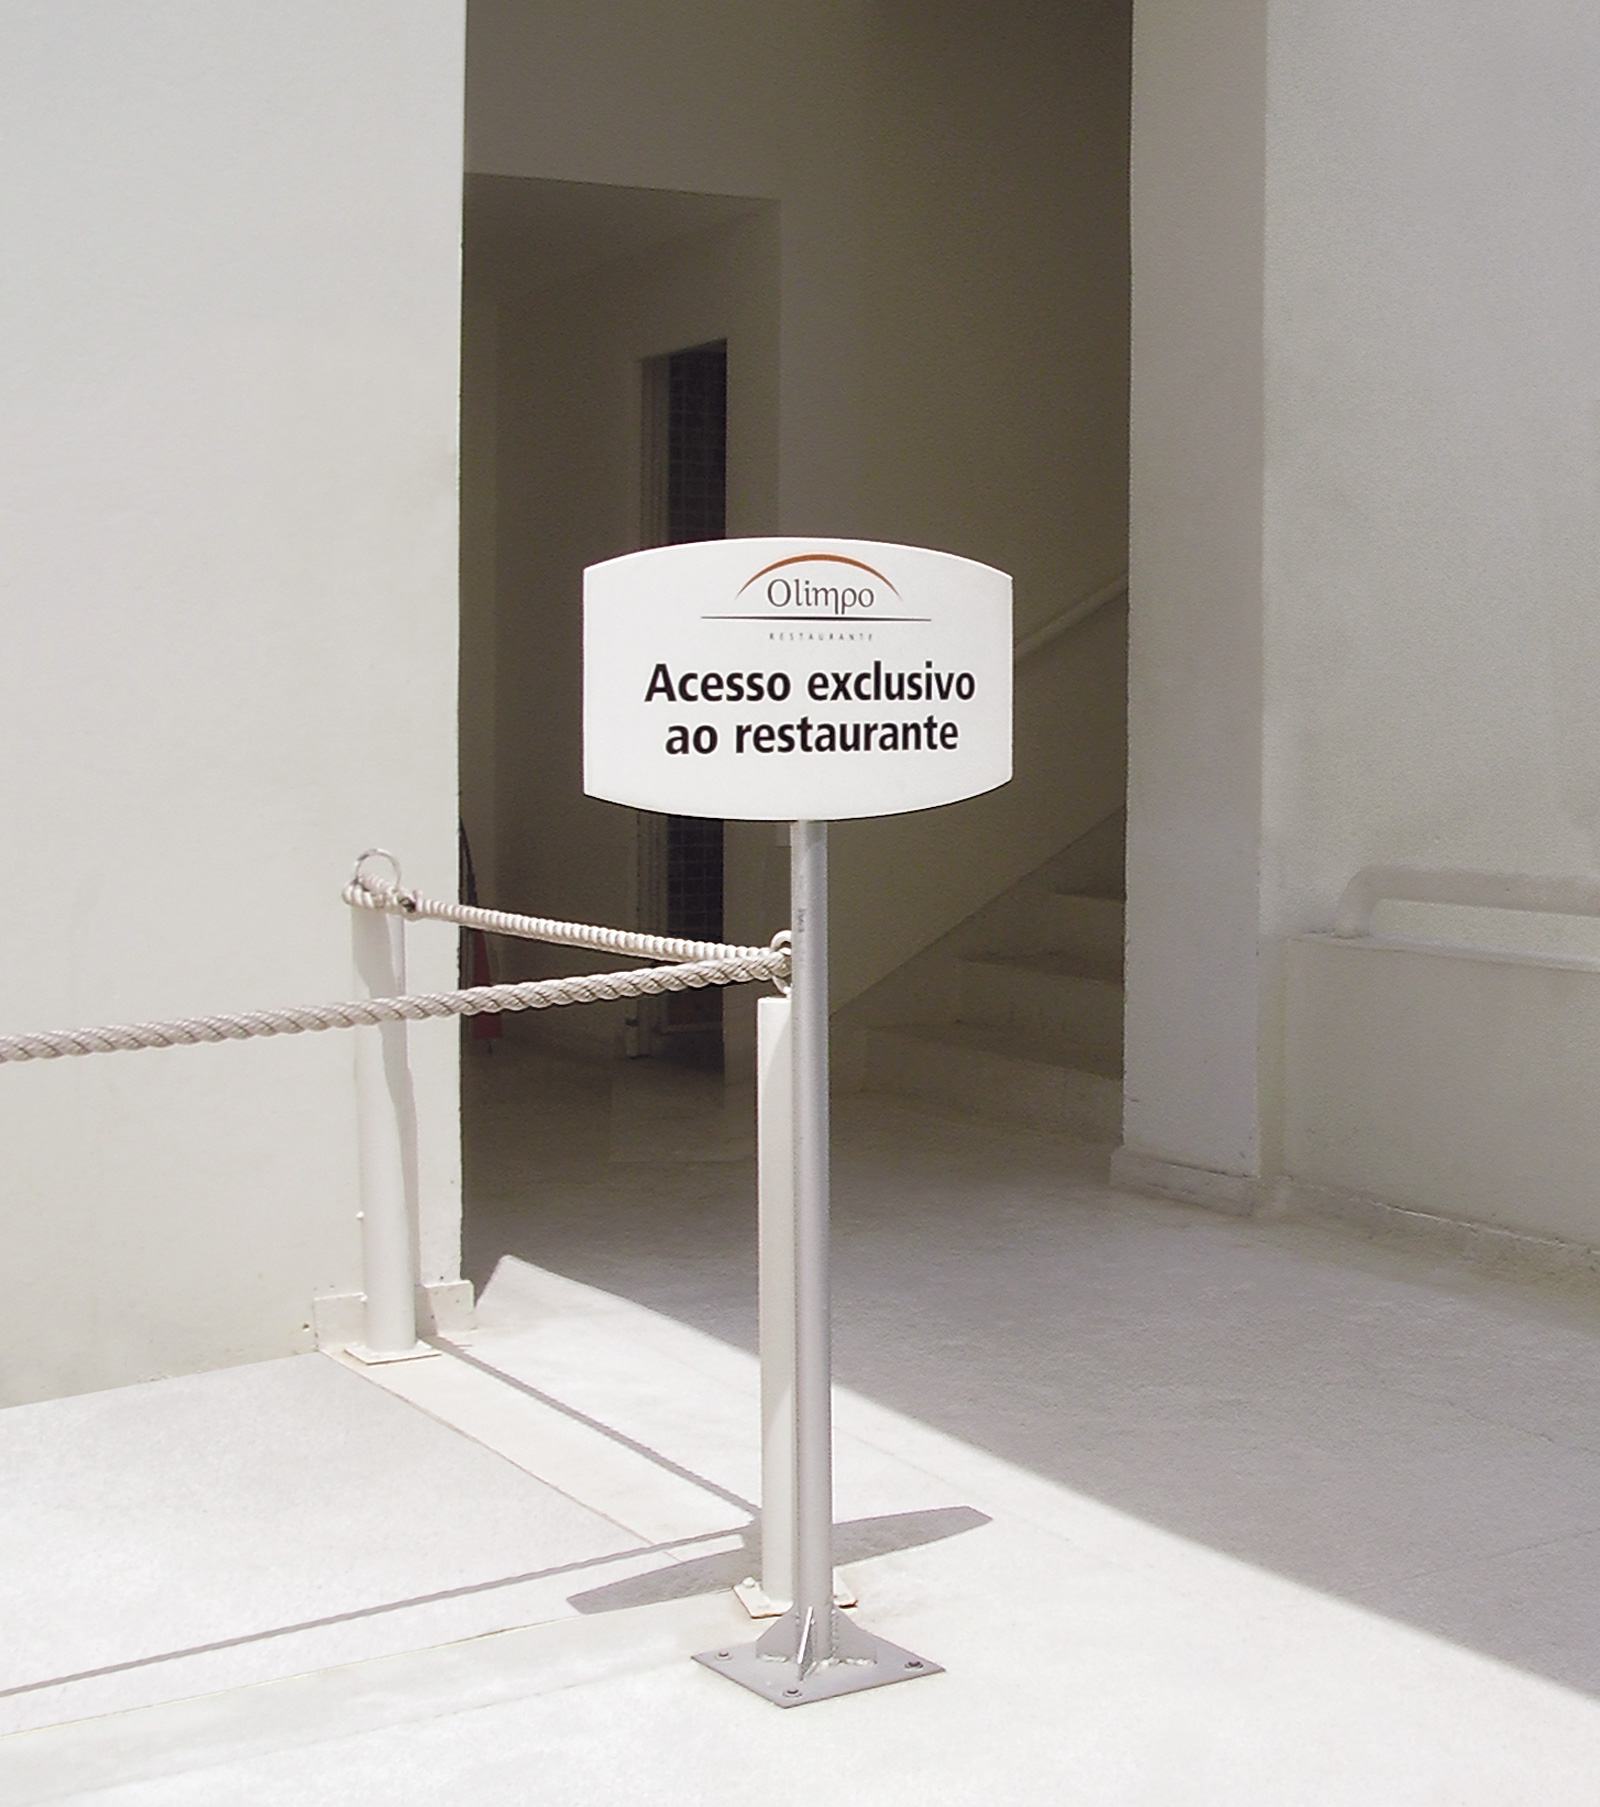 Olimpo
RESTAURANTE
Acesso exclusivo
ao restaurante